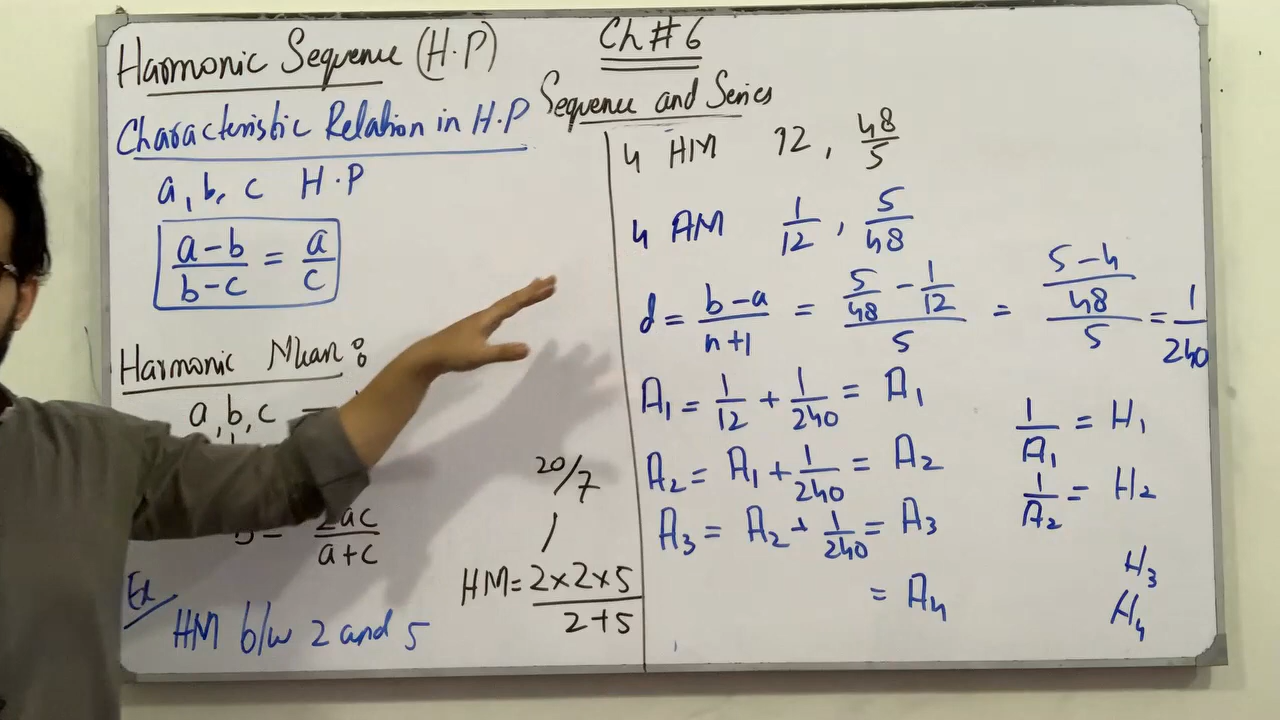 Harmonic Sequence (H.P)
Ch # 6
Sequence and Series
Characteristic Relation in H.P
a, b, c H.P
a-b/b-c = a/c
Harmonic Mean :
a, b, c
2ac/a+c
Ex
HM b/w 2 and 5
20/7
HM = 2×2×5/2+5
4 HM 12, 48/5
4 AM 1/12, 5/48
d = b-a/n+1 = 5/48 - 1/12/5 = 5-4/48/5 = 1/240
A1 = 1/12 + 1/240 = A1
A2 = A1 + 1/240 = A2
A3 = A2 + 1/240 = A3
= A4
1/A1 = H1
1/A2 = H2
H3
H4